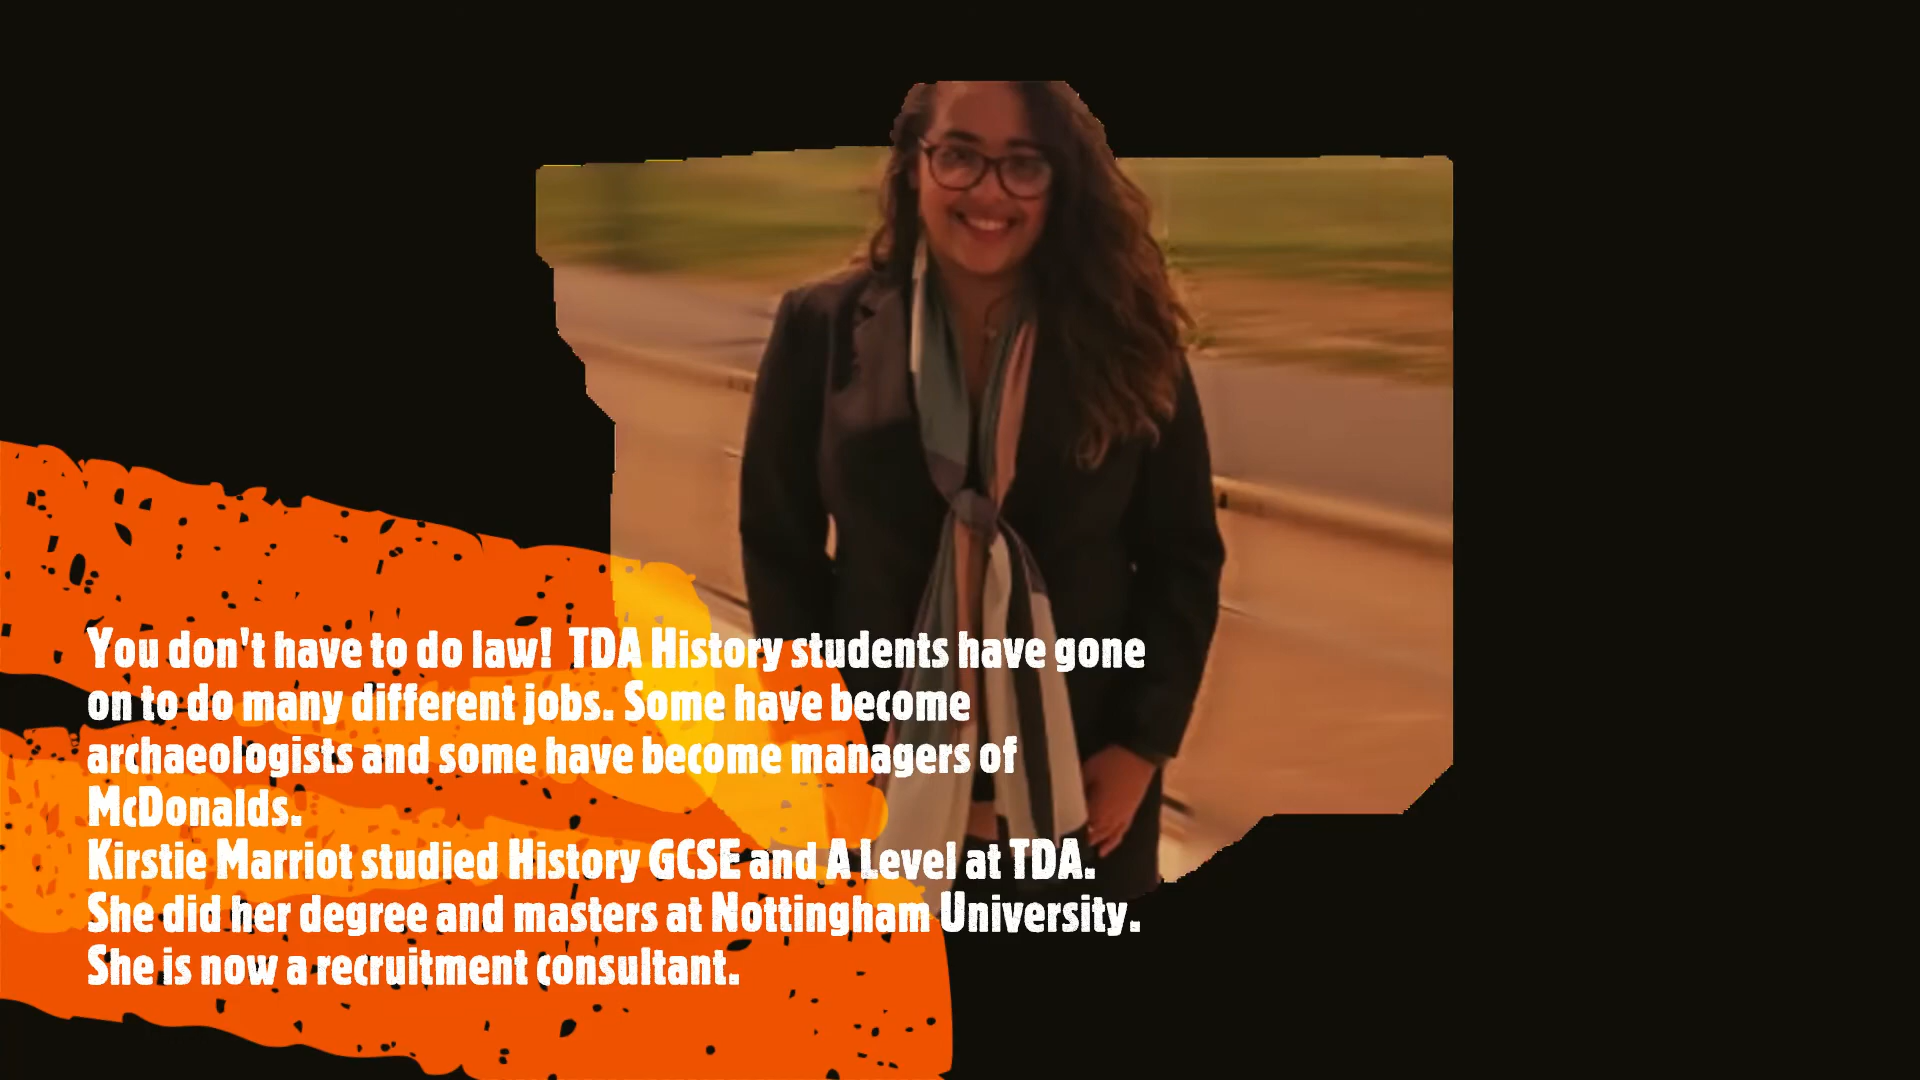 You don't have to do law! TDA History students have gone
on to do many different jobs. Some have become
archaeologists and some have become managers of
McDonalds.
Kirstie Marriot studied History GCSE and A Level at TDA.
She did her degree and masters at Nottingham University.
She is now a recruitment consultant.